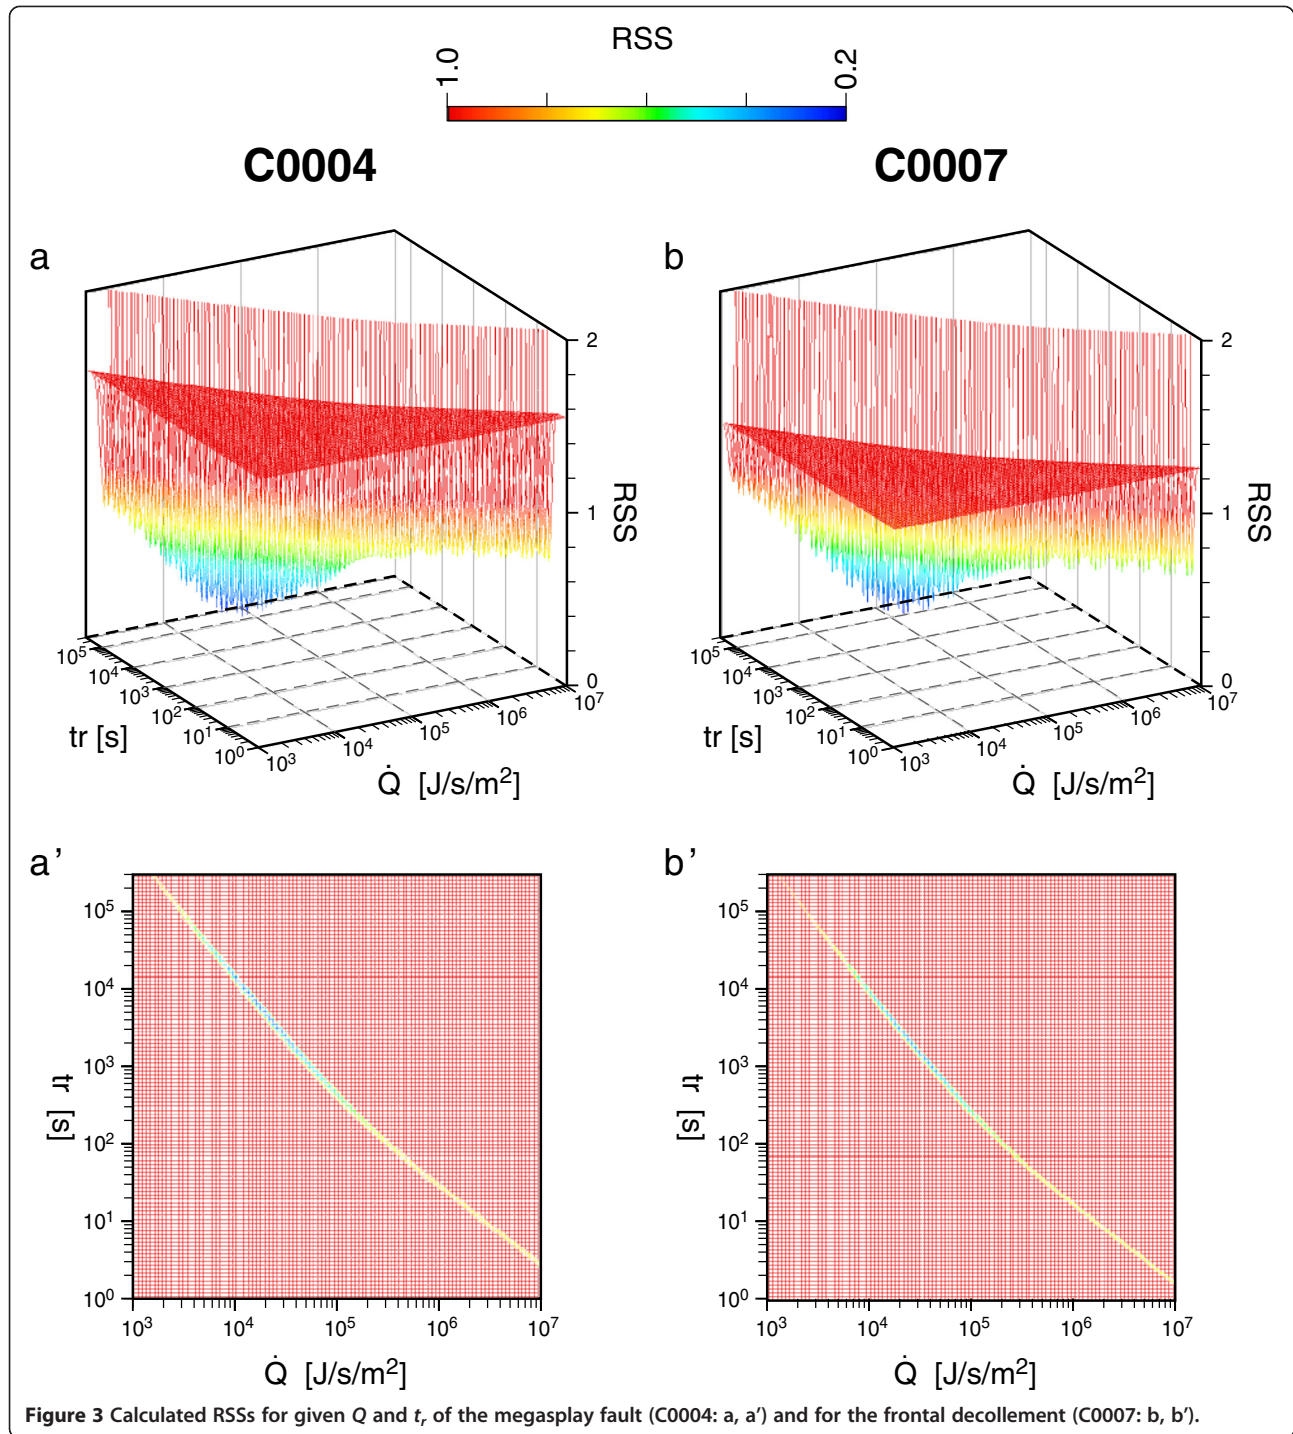 RSS
1.0 0.2
C0004 C0007
a
2
1
0
RSS
10⁵
10⁴
10³
10²
10¹
10⁰
tr [s]
10³ 10⁴ 10⁵ 10⁶ 10⁷
Q̇ [J/s/m²]
b
2
1
0
RSS
10⁵
10⁴
10³
10²
10¹
10⁰
tr [s]
10³ 10⁴ 10⁵ 10⁶ 10⁷
Q̇ [J/s/m²]
a'
10⁵
10⁴
10³
10²
10¹
10⁰
tr [s]
10³ 10⁴ 10⁵ 10⁶ 10⁷
Q̇ [J/s/m²]
b'
10⁵
10⁴
10³
10²
10¹
10⁰
tr [s]
10³ 10⁴ 10⁵ 10⁶ 10⁷
Q̇ [J/s/m²]
Figure 3 Calculated RSSs for given Q and tᵣ of the megasplay fault (C0004: a, a') and for the frontal decollement (C0007: b, b').